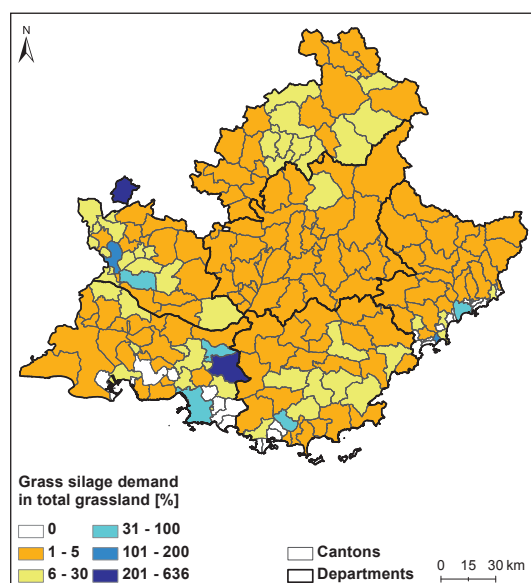 N
Grass silage demand
in total grassland [%]
0
31 - 100
1 - 5
101 - 200
6 - 30
201 - 636
Cantons
Departments
0 15 30 km